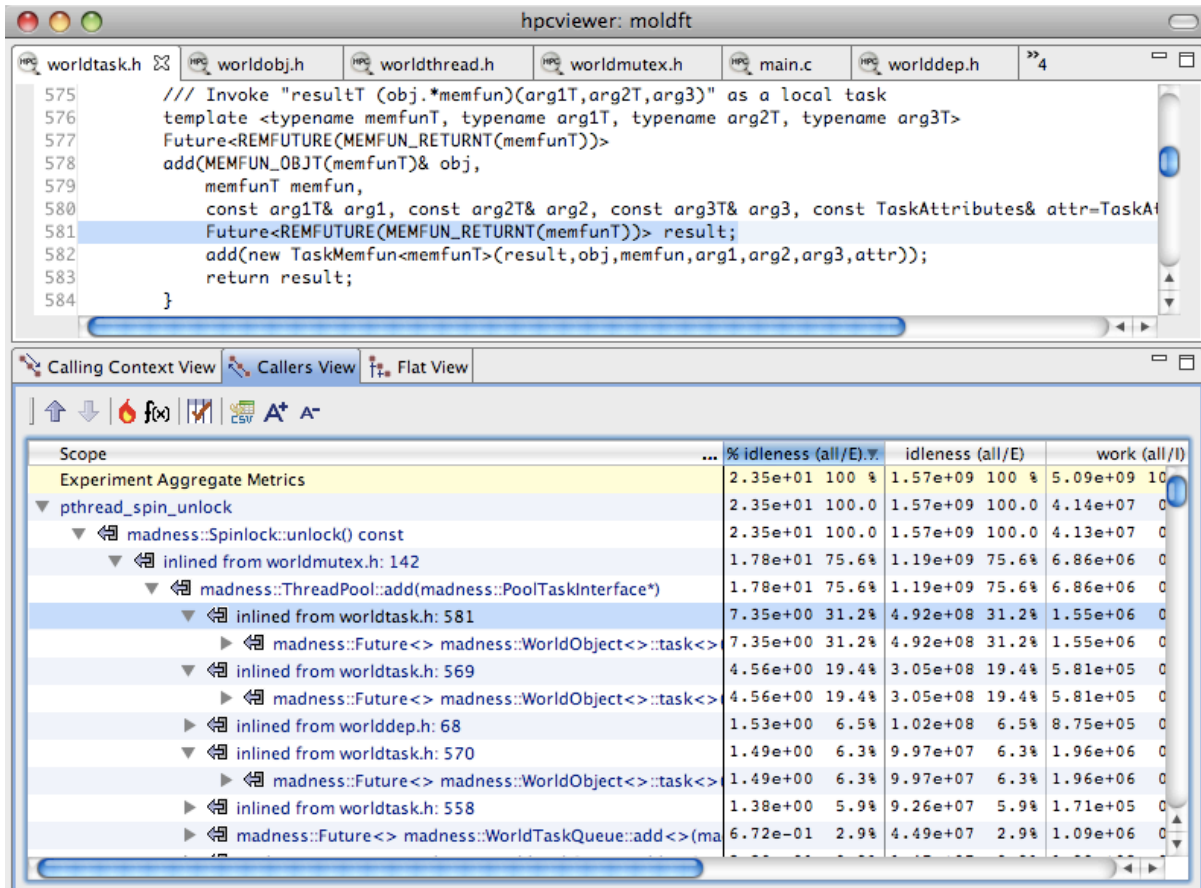 hpcviewer: moldft
worldtask.h worldobj.h worldthread.h worldmutex.h main.c worlddep.h »4
575 /// Invoke "resultT (obj.*memfun)(arg1T,arg2T,arg3)" as a local task
576 template <typename memfunT, typename arg1T, typename arg2T, typename arg3T>
577 Future<REMFUTURE(MEMFUN_RETURNT(memfunT))>
578 add(MEMFUN_OBJT(memfunT)& obj,
579 memfunT memfun,
580 const arg1T& arg1, const arg2T& arg2, const arg3T& arg3, const TaskAttributes& attr=TaskAt
581 Future<REMFUTURE(MEMFUN_RETURNT(memfunT))> result;
582 add(new TaskMemfun<memfunT>(result,obj,memfun,arg1,arg2,arg3,attr));
583 return result;
584 }
Calling Context View Callers View Flat View
f(x) CSV A+ A-
Scope ... % idleness (all/E) idleness (all/E) work (all/I)
Experiment Aggregate Metrics 2.35e+01 100 % 1.57e+09 100 % 5.09e+09 10
pthread_spin_unlock 2.35e+01 100.0 1.57e+09 100.0 4.14e+07 0
madness::Spinlock::unlock() const 2.35e+01 100.0 1.57e+09 100.0 4.13e+07 0
inlined from worldmutex.h: 142 1.78e+01 75.6% 1.19e+09 75.6% 6.86e+06 0
madness::ThreadPool::add(madness::PoolTaskInterface*) 1.78e+01 75.6% 1.19e+09 75.6% 6.86e+06 0
inlined from worldtask.h: 581 7.35e+00 31.2% 4.92e+08 31.2% 1.55e+06 0
madness::Future<> madness::WorldObject<>::task<>( 7.35e+00 31.2% 4.92e+08 31.2% 1.55e+06 0
inlined from worldtask.h: 569 4.56e+00 19.4% 3.05e+08 19.4% 5.81e+05 0
madness::Future<> madness::WorldObject<>::task<>( 4.56e+00 19.4% 3.05e+08 19.4% 5.81e+05 0
inlined from worlddep.h: 68 1.53e+00 6.5% 1.02e+08 6.5% 8.75e+05 0
inlined from worldtask.h: 570 1.49e+00 6.3% 9.97e+07 6.3% 1.96e+06 0
madness::Future<> madness::WorldObject<>::task<>( 1.49e+00 6.3% 9.97e+07 6.3% 1.96e+06 0
inlined from worldtask.h: 558 1.38e+00 5.9% 9.26e+07 5.9% 1.71e+05 0
madness::Future<> madness::WorldTaskQueue::add<>(ma 6.72e-01 2.9% 4.49e+07 2.9% 1.09e+06 0